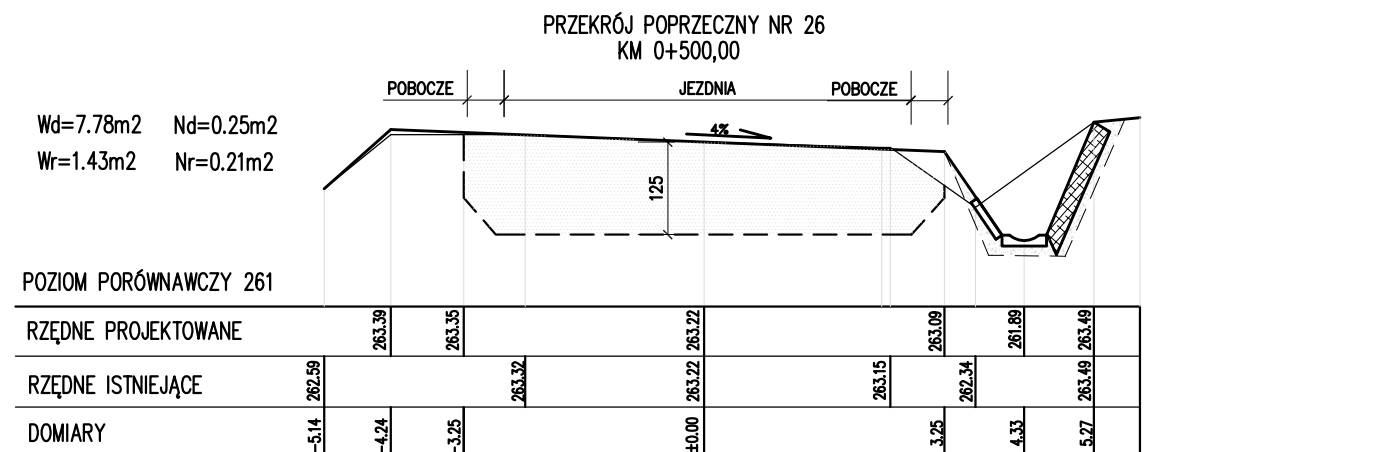 PRZEKRÓJ POPRZECZNY NR 26
KM 0+500,00
POBOCZE JEZDNIA POBOCZE
Wd=7.78m2 Nd=0.25m2
Wr=1.43m2 Nr=0.21m2
4%
125
POZIOM PORÓWNAWCZY 261
RZĘDNE PROJEKTOWANE 263.39 263.35 263.22 263.09 261.89 263.49
RZĘDNE ISTNIEJĄCE 262.59 263.32 263.22 263.15 262.34 263.49
DOMIARY -5.14 -4.24 -3.25 ±0.00 3.25 4.33 5.27